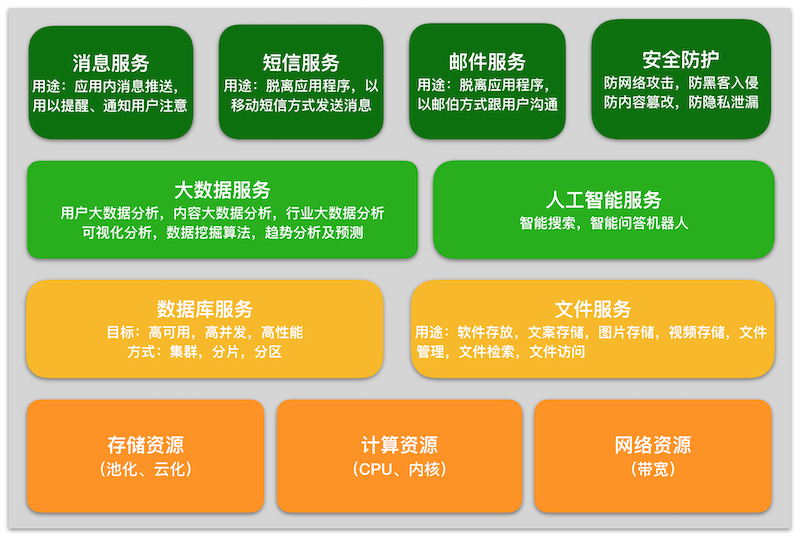 消息服务
用途：应用内消息推送，
用以提醒、通知用户注意
短信服务
用途：脱离应用程序，以
移动短信方式发送消息
邮件服务
用途：脱离应用程序，
以邮伯方式跟用户沟通
安全防护
防网络攻击，防黑客入侵
防内容篡改，防隐私泄漏
大数据服务
用户大数据分析，内容大数据分析，行业大数据分析
可视化分析，数据挖掘算法，趋势分析及预测
人工智能服务
智能搜索，智能问答机器人
数据库服务
目标：高可用，高并发，高性能
方式：集群，分片，分区
文件服务
用途：软件存放，文案存储，图片存储，视频存储，文件
管理，文件检索，文件访问
存储资源
（池化、云化）
计算资源
（CPU、内核）
网络资源
（带宽）